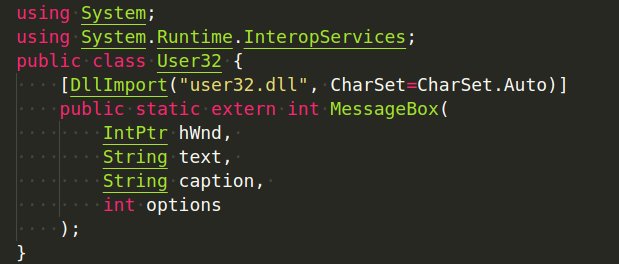 using System;
using System.Runtime.InteropServices;
public class User32 {
    [DllImport("user32.dll", CharSet=CharSet.Auto)]
    public static extern int MessageBox(
        IntPtr hWnd,
        String text,
        String caption,
        int options
    );
}